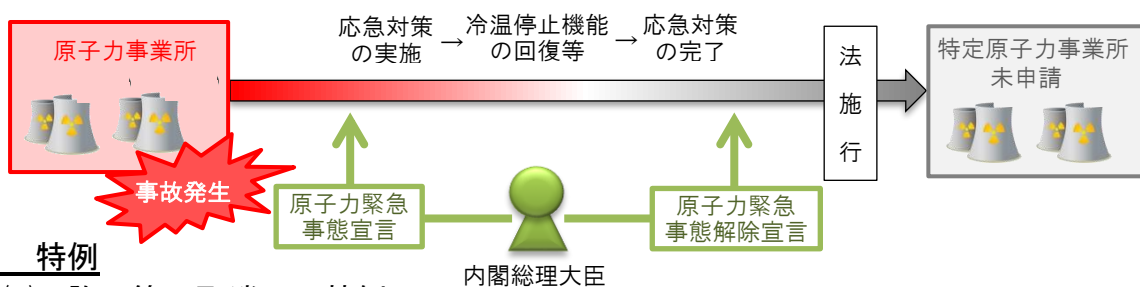 原子力事業所
事故発生
応急対策
の実施
→
冷温停止機能
の回復等
→
応急対策
の完了
法
施
行
特定原子力事業所
未申請
原子力緊急
事態宣言
原子力緊急
事態解除宣言
内閣総理大臣
特例